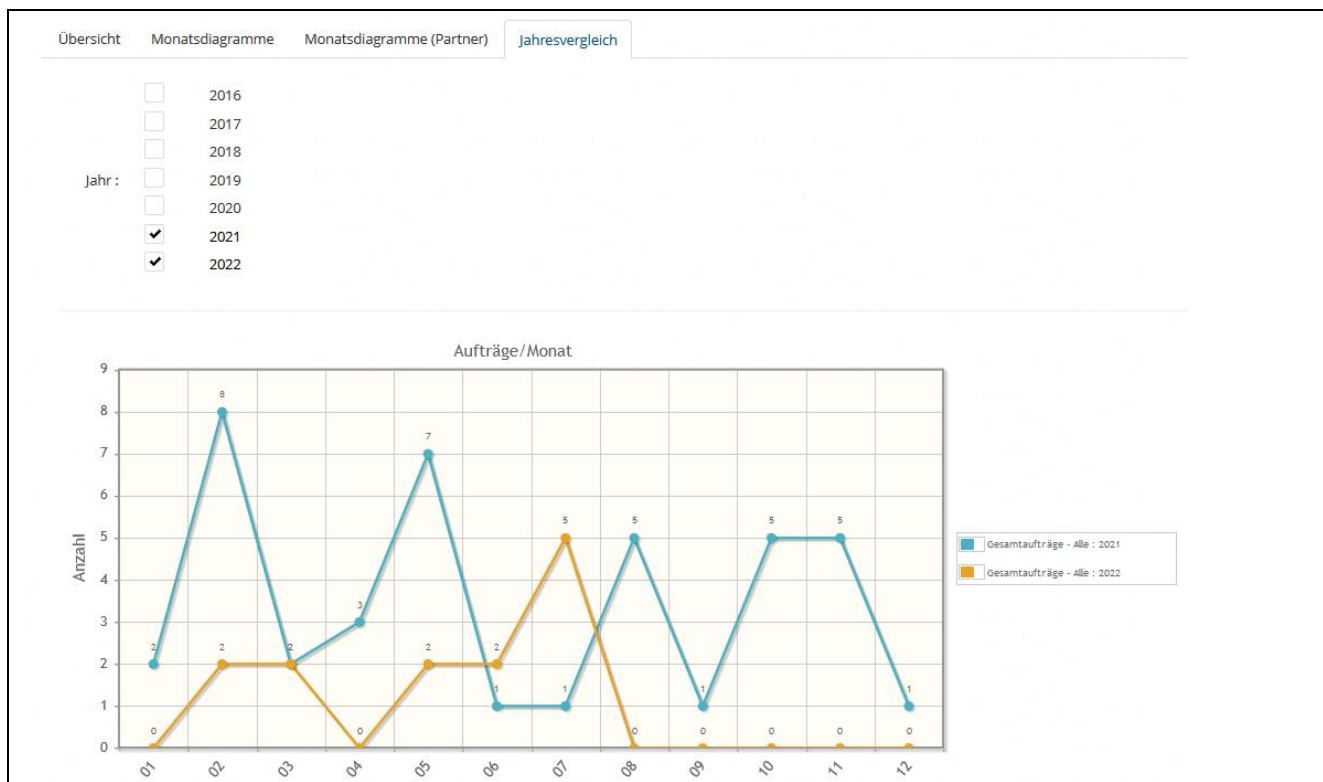 Übersicht Monatsdiagramme Monatsdiagramme (Partner) Jahresvergleich
2016
2017
2018
Jahr : 2019
2020
2021
2022
Aufträge/Monat
Anzahl
9
8
7
6
5
4
3
2
1
0
8
7
5 5 5 5
3
2 2 2 2 2
1 1 1 1
0 0 0 0 0 0 0
Gesamtaufträge - Alle : 2021
Gesamtaufträge - Alle : 2022
01 02 03 04 05 06 07 08 09 10 11 12